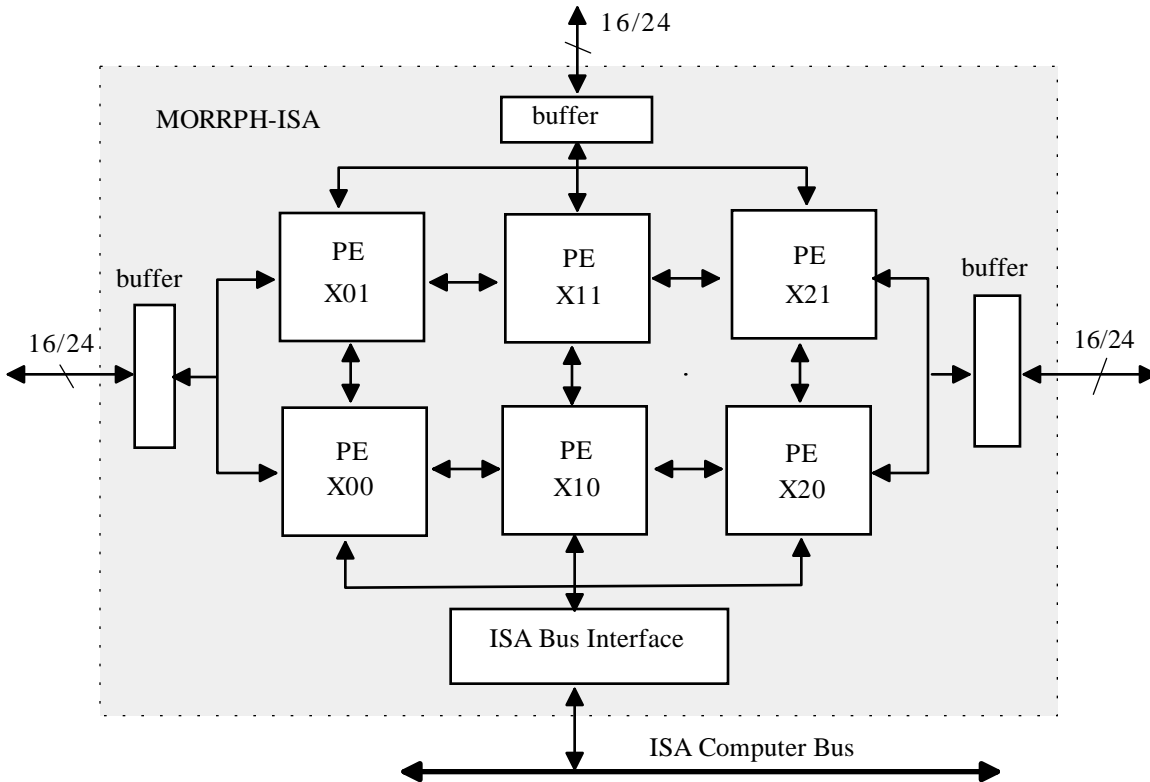 16/24
buffer
MORRPH-ISA
PE
X01
PE
X11
PE
X21
buffer
buffer
16/24
16/24
PE
X00
PE
X10
PE
X20
ISA Bus Interface
ISA Computer Bus